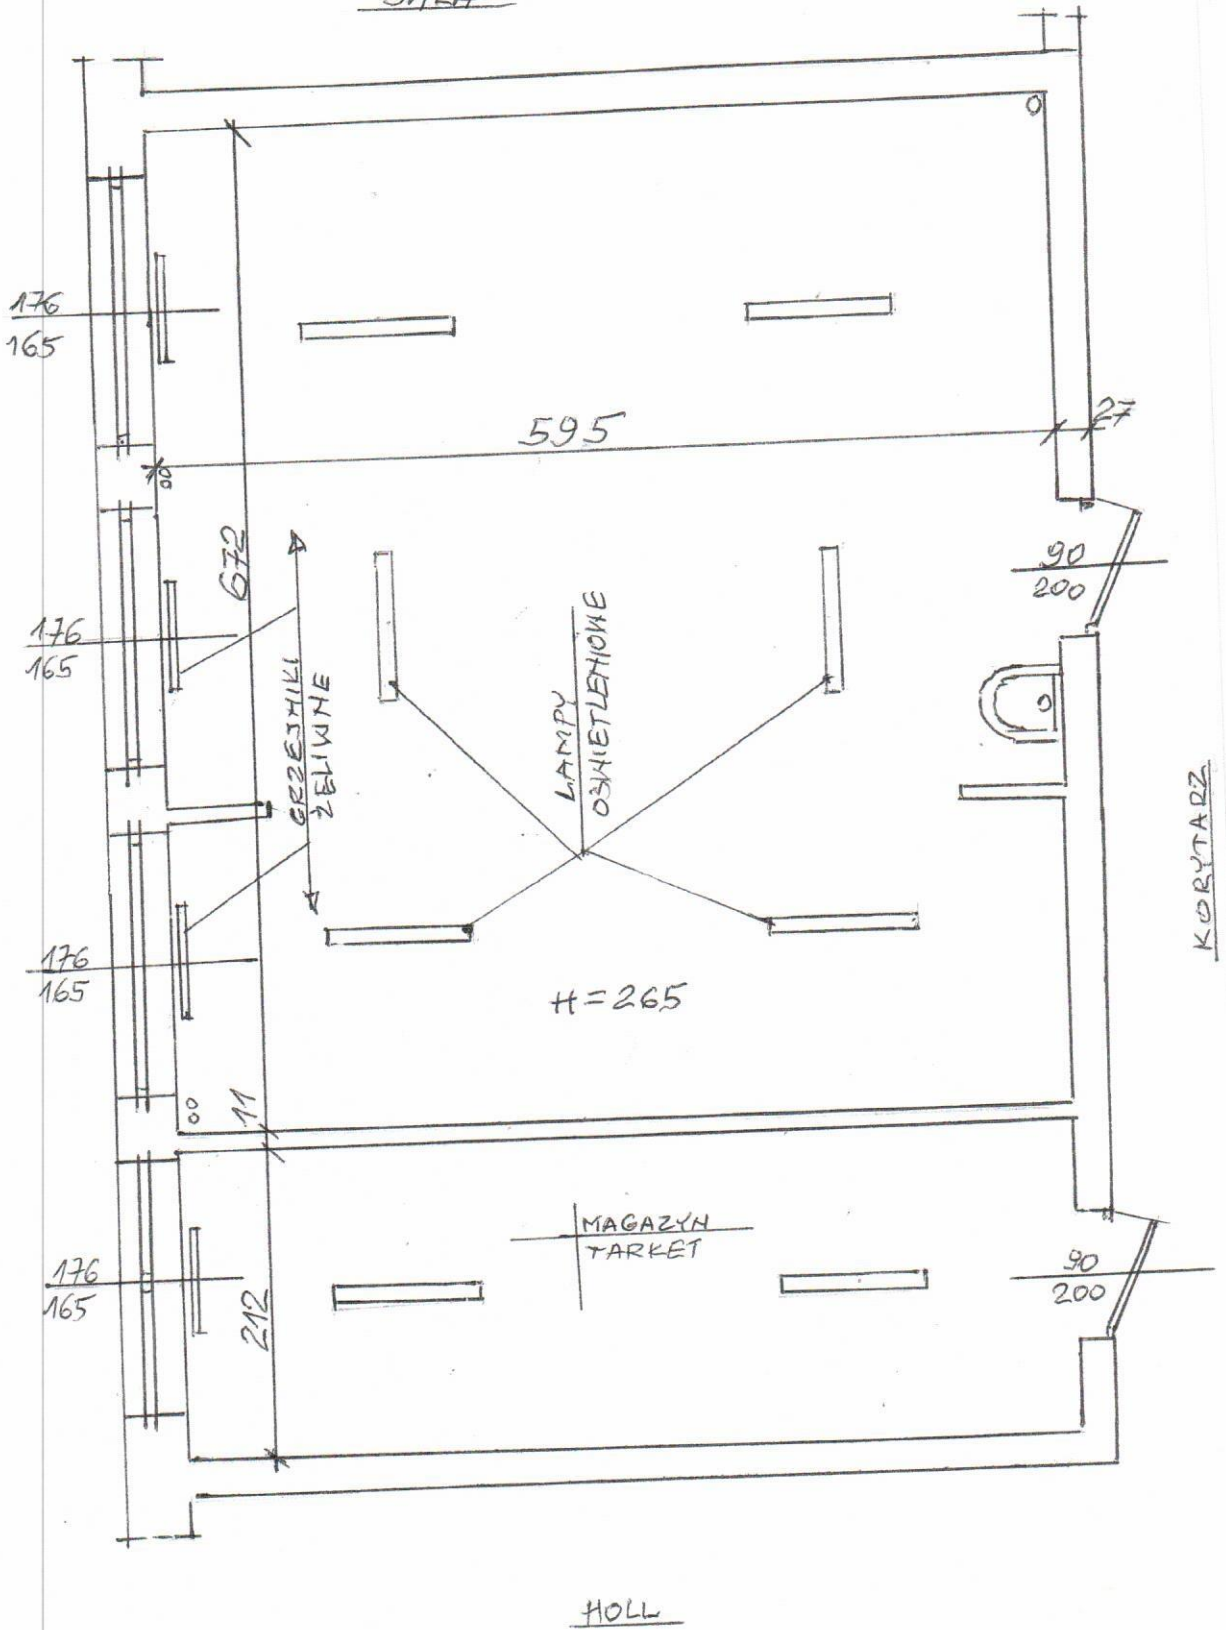 176
165
595
27
672
90
200
176
165
GRZEJNIKI
ŻELIWNE
LAMPY
OŚWIETLENIOWE
KORYTARZ
176
165
H=265
11
MAGAZYN
TARKET
176
165
212
90
200
HOLL